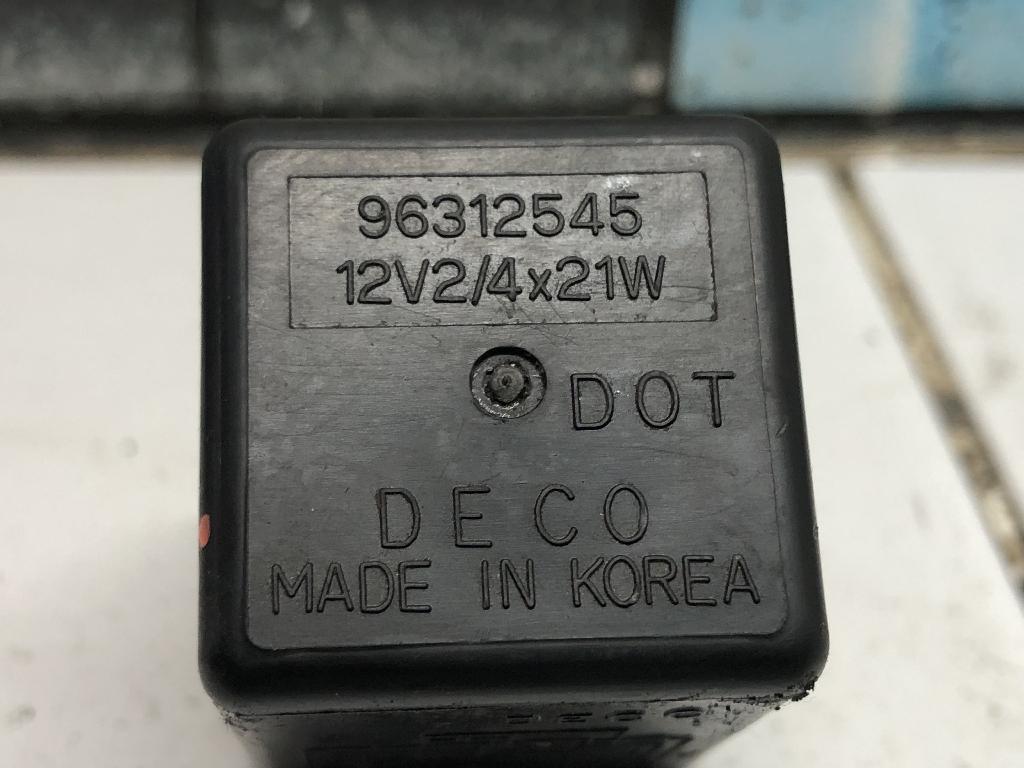 96312545
12V2/4x21W
DOT
DECO
MADE IN KOREA